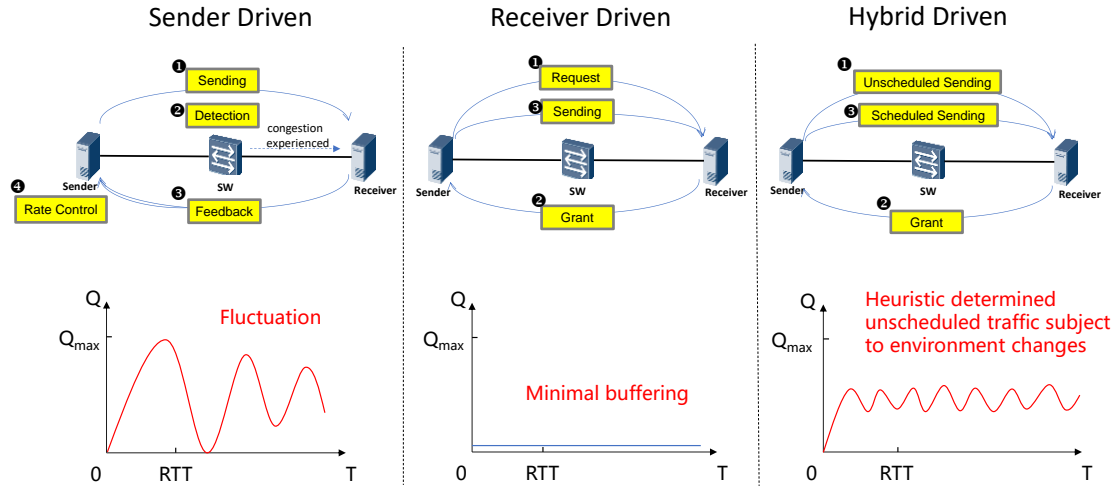 Sender Driven
❶
Sending
❷
Detection
congestion
experienced
Sender
SW
Receiver
❹
Rate Control
❸
Feedback
Q
Qmax
Fluctuation
0
RTT
T
Receiver Driven
❶
Request
❸
Sending
Sender
SW
Receiver
❷
Grant
Q
Qmax
Minimal buffering
0
RTT
T
Hybrid Driven
❶
Unscheduled Sending
❸
Scheduled Sending
Sender
SW
Receiver
❷
Grant
Q
Qmax
Heuristic determined
unscheduled traffic subject
to environment changes
0
RTT
T